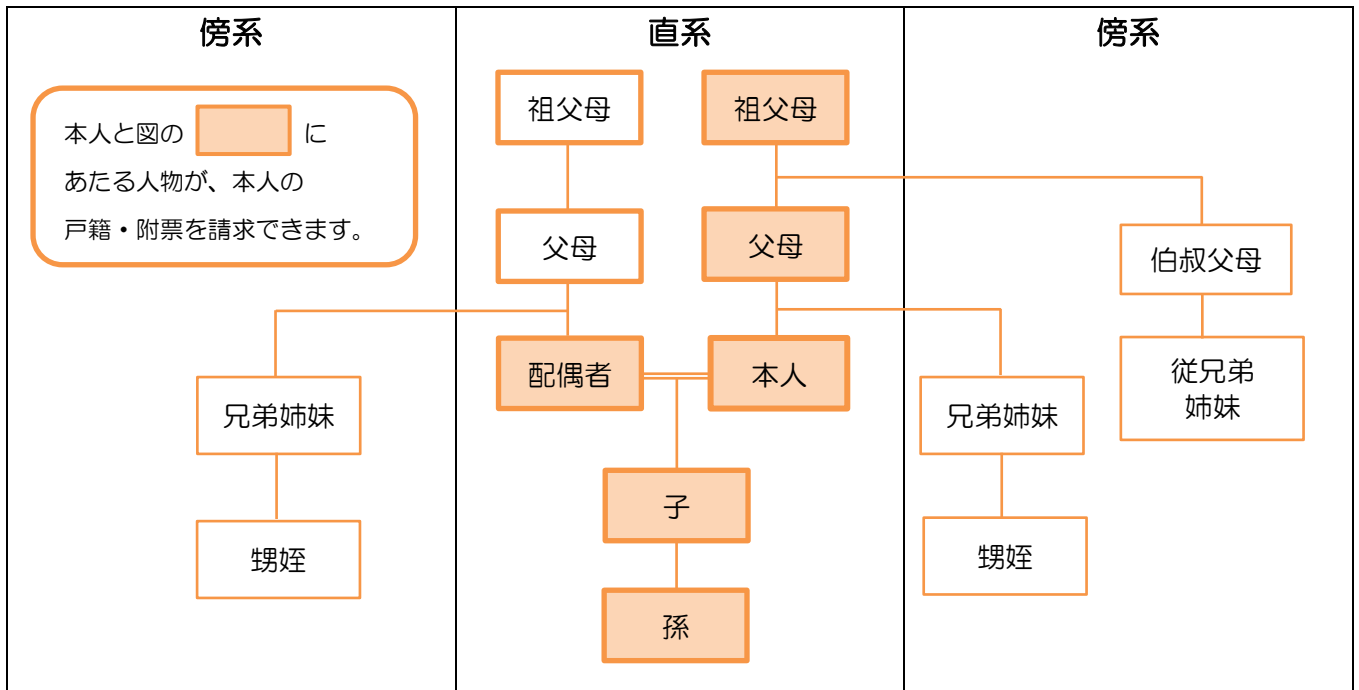 傍系
直系
傍系
本人と図の に
あたる人物が、本人の
戸籍・附票を請求できます。
祖父母
祖父母
父母
父母
伯叔父母
配偶者
本人
従兄弟
姉妹
兄弟姉妹
兄弟姉妹
子
甥姪
甥姪
孫